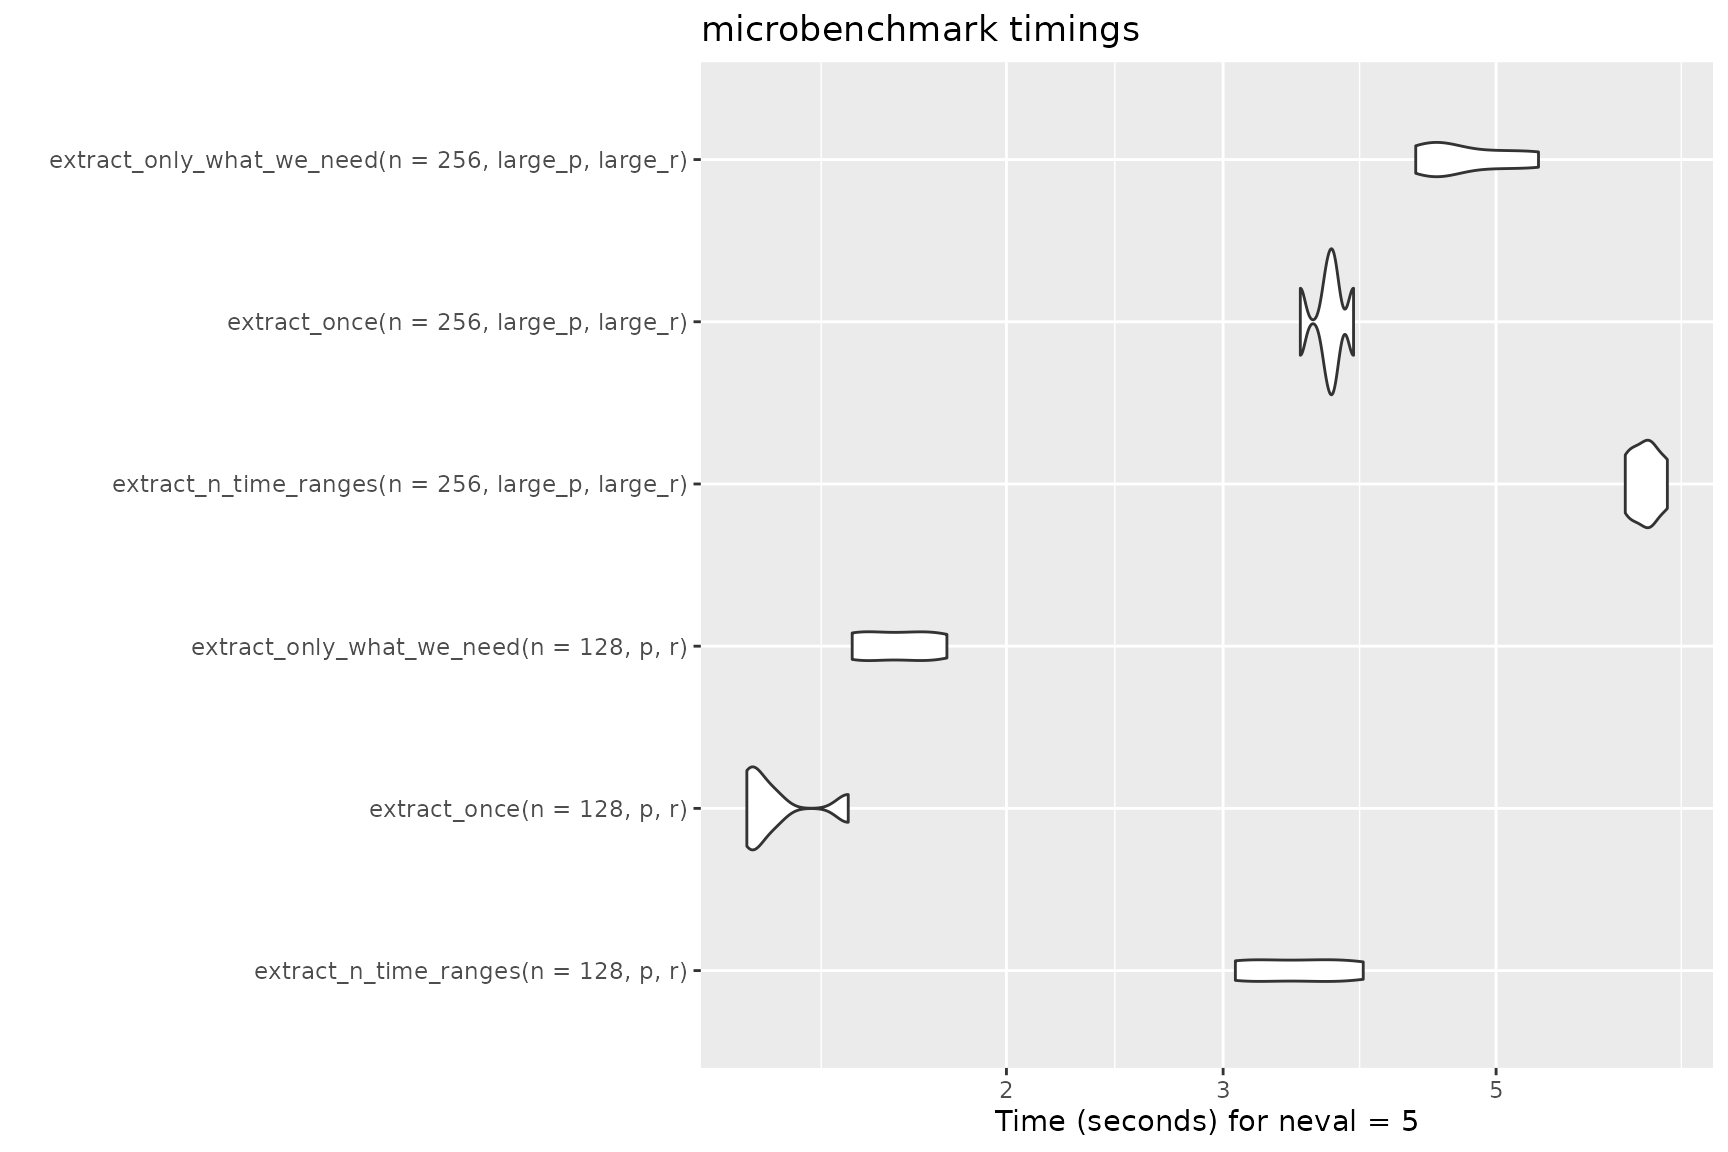 microbenchmark timings
extract_only_what_we_need(n = 256, large_p, large_r)
extract_once(n = 256, large_p, large_r)
extract_n_time_ranges(n = 256, large_p, large_r)
extract_only_what_we_need(n = 128, p, r)
extract_once(n = 128, p, r)
extract_n_time_ranges(n = 128, p, r)
2 3 5
Time (seconds) for neval = 5